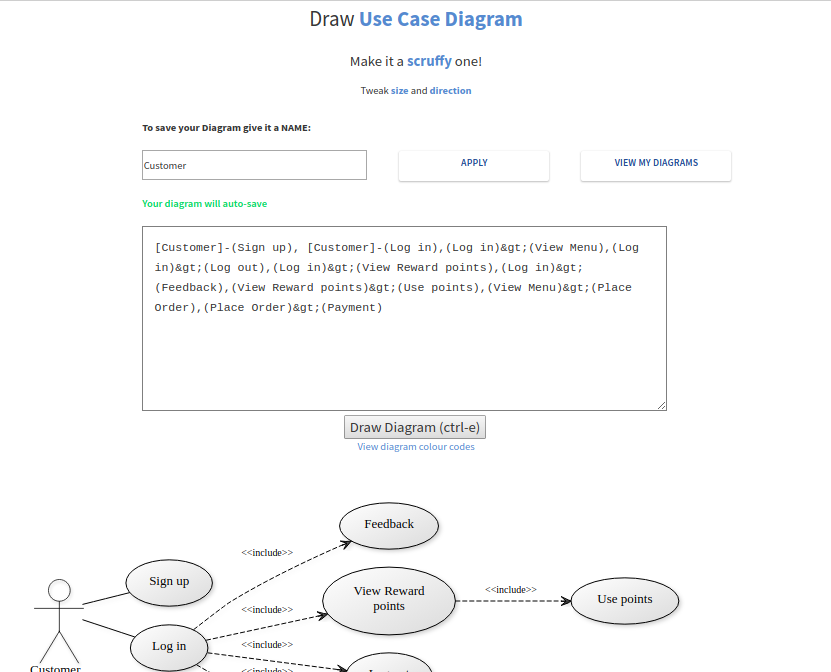 Draw Use Case Diagram
Make it a scruffy one!
Tweak size and direction
To save your Diagram give it a NAME:
Customer
APPLY
VIEW MY DIAGRAMS
Your diagram will auto-save
[Customer]-(Sign up), [Customer]-(Log in),(Log in)&gt;(View Menu),(Log
in)&gt;(Log out),(Log in)&gt;(View Reward points),(Log in)&gt;
(Feedback),(View Reward points)&gt;(Use points),(View Menu)&gt;(Place
Order),(Place Order)&gt;(Payment)
Draw Diagram (ctrl-e)
View diagram colour codes
Feedback
<<include>>
Sign up
View Reward
points
<<include>>
Use points
<<include>>
Log in
<<include>>
<<include>>
Customer